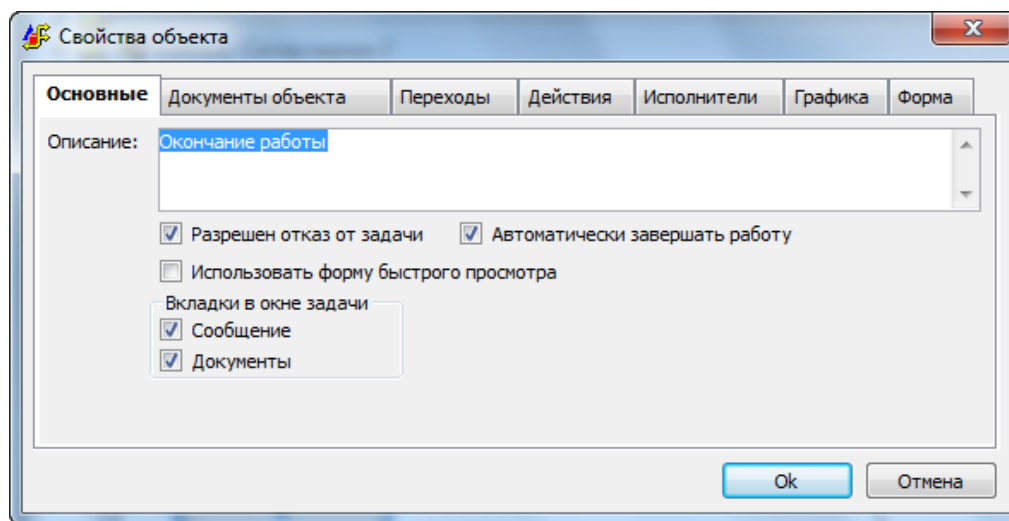 Свойства объекта
Основные Документы объекта Переходы Действия Исполнители Графика Форма
Описание: Окончание работы
Разрешен отказ от задачи Автоматически завершать работу
Использовать форму быстрого просмотра
Вкладки в окне задачи
Сообщение
Документы
Ok Отмена